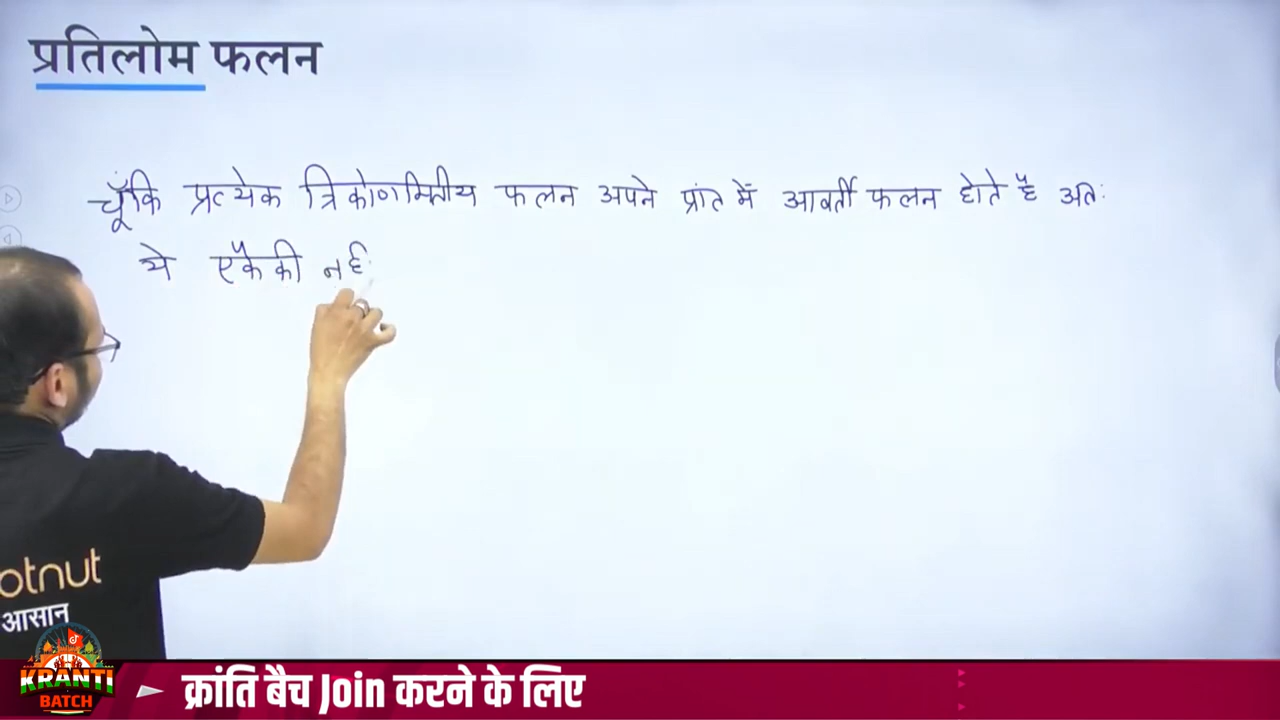 प्रतिलोम फलन
चूँकि प्रत्येक त्रिकोणमितीय फलन अपने प्रांत में आवर्ती फलन होते है अतः
ये एकैकी नह
otnut
आसान
KRANTI
BATCH
क्रांति बैच Join करने के लिए